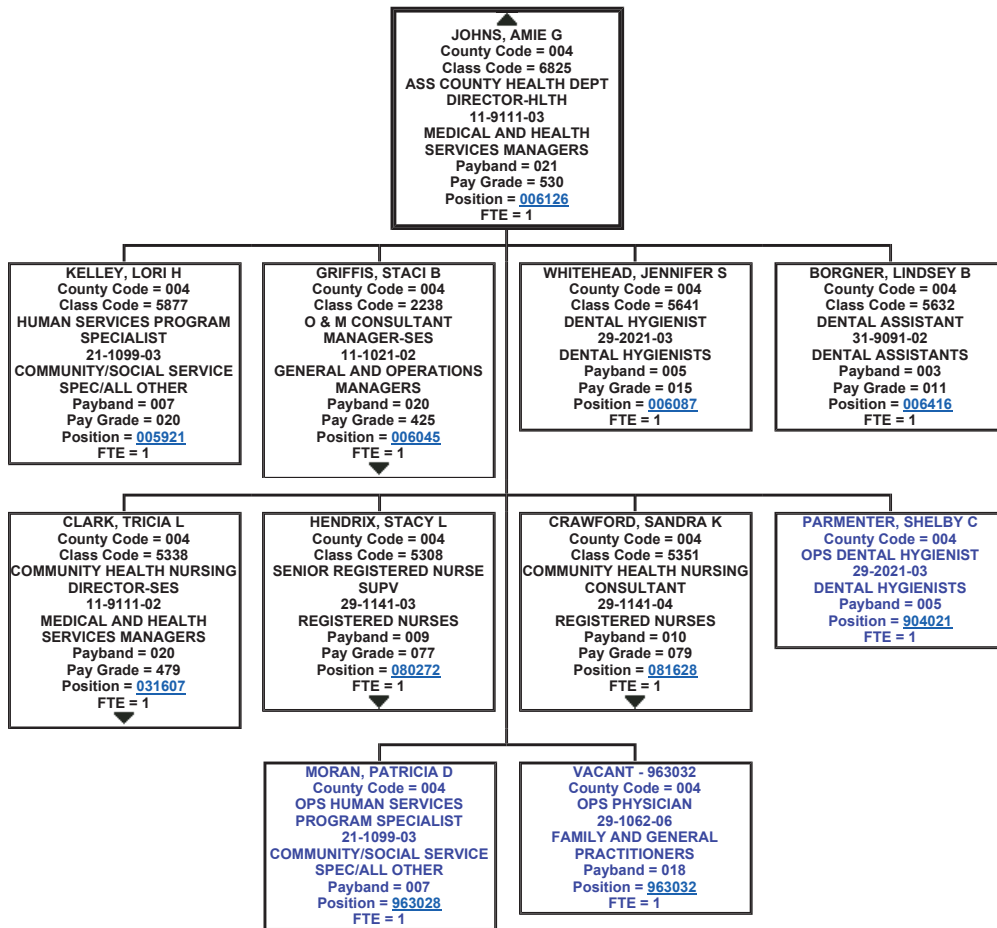 JOHNS, AMIE G
County Code = 004
Class Code = 6825
ASS COUNTY HEALTH DEPT
DIRECTOR-HLTH
11-9111-03
MEDICAL AND HEALTH
SERVICES MANAGERS
Payband = 021
Pay Grade = 530
Position = 006126
FTE = 1
KELLEY, LORI H
County Code = 004
Class Code = 5877
HUMAN SERVICES PROGRAM
SPECIALIST
21-1099-03
COMMUNITY/SOCIAL SERVICE
SPEC/ALL OTHER
Payband = 007
Pay Grade = 020
Position = 005921
FTE = 1
GRIFFIS, STACI B
County Code = 004
Class Code = 2238
O & M CONSULTANT
MANAGER-SES
11-1021-02
GENERAL AND OPERATIONS
MANAGERS
Payband = 020
Pay Grade = 425
Position = 006045
FTE = 1
WHITEHEAD, JENNIFER S
County Code = 004
Class Code = 5641
DENTAL HYGIENIST
29-2021-03
DENTAL HYGIENISTS
Payband = 005
Pay Grade = 015
Position = 006087
FTE = 1
BORGNER, LINDSEY B
County Code = 004
Class Code = 5632
DENTAL ASSISTANT
31-9091-02
DENTAL ASSISTANTS
Payband = 003
Pay Grade = 011
Position = 006416
FTE = 1
CLARK, TRICIA L
County Code = 004
Class Code = 5338
COMMUNITY HEALTH NURSING
DIRECTOR-SES
11-9111-02
MEDICAL AND HEALTH
SERVICES MANAGERS
Payband = 020
Pay Grade = 479
Position = 031607
FTE = 1
HENDRIX, STACY L
County Code = 004
Class Code = 5308
SENIOR REGISTERED NURSE
SUPV
29-1141-03
REGISTERED NURSES
Payband = 009
Pay Grade = 077
Position = 080272
FTE = 1
CRAWFORD, SANDRA K
County Code = 004
Class Code = 5351
COMMUNITY HEALTH NURSING
CONSULTANT
29-1141-04
REGISTERED NURSES
Payband = 010
Pay Grade = 079
Position = 081628
FTE = 1
PARMENTER, SHELBY C
County Code = 004
OPS DENTAL HYGIENIST
29-2021-03
DENTAL HYGIENISTS
Payband = 005
Position = 904021
FTE = 1
MORAN, PATRICIA D
County Code = 004
OPS HUMAN SERVICES
PROGRAM SPECIALIST
21-1099-03
COMMUNITY/SOCIAL SERVICE
SPEC/ALL OTHER
Payband = 007
Position = 963028
FTE = 1
VACANT - 963032
County Code = 004
OPS PHYSICIAN
29-1062-06
FAMILY AND GENERAL
PRACTITIONERS
Payband = 018
Position = 963032
FTE = 1